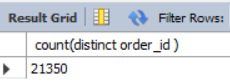 Result Grid Filter Rows:
count(distinct order_id )
21350